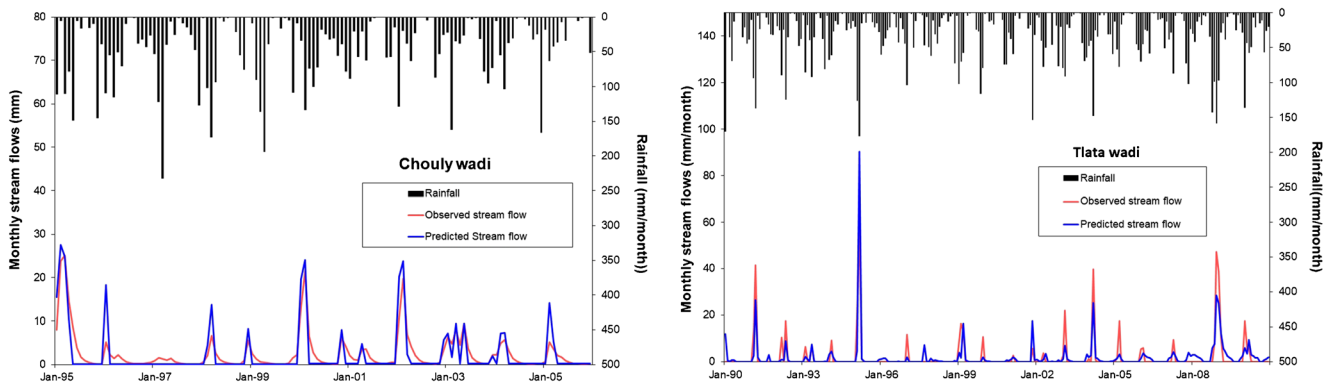 Monthly stream flows (mm)
80
70
60
50
40
30
20
10
0
Jan-95
Jan-97
Jan-99
Jan-01
Jan-03
Jan-05
0
50
100
150
200
250
300
350
400
450
500
Rainfall (mm/month))
Chouly wadi
Rainfall
Observed stream flow
Predicted Stream flow
Monthly stream flows (mm/month)
140
120
100
80
60
40
20
0
Jan-90
Jan-93
Jan-96
Jan-99
Jan-02
Jan-05
Jan-08
0
50
100
150
200
250
300
350
400
450
500
Rainfall(mm/month)
Tlata wadi
Rainfall
Observed stream flow
Predicted stream flow